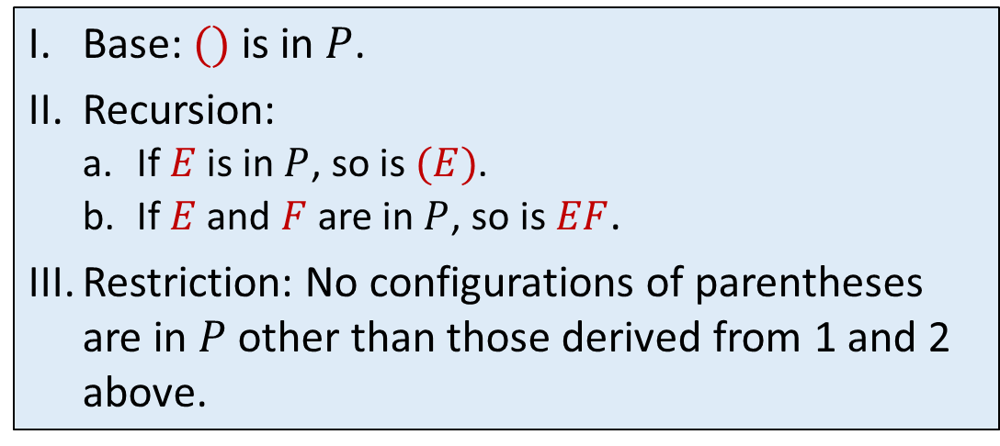 I. Base: () is in P.
II. Recursion:
a. If E is in P, so is (E).
b. If E and F are in P, so is EF.
III. Restriction: No configurations of parentheses
are in P other than those derived from 1 and 2
above.